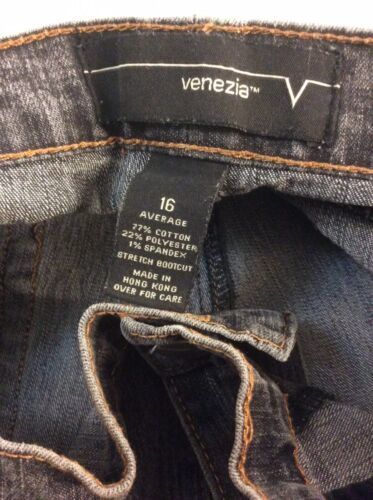 venezia™
16
AVERAGE
77% COTTON
22% POLYESTER
1% SPANDEX
STRETCH BOOTCUT
MADE IN
HONG KONG
OVER FOR CARE